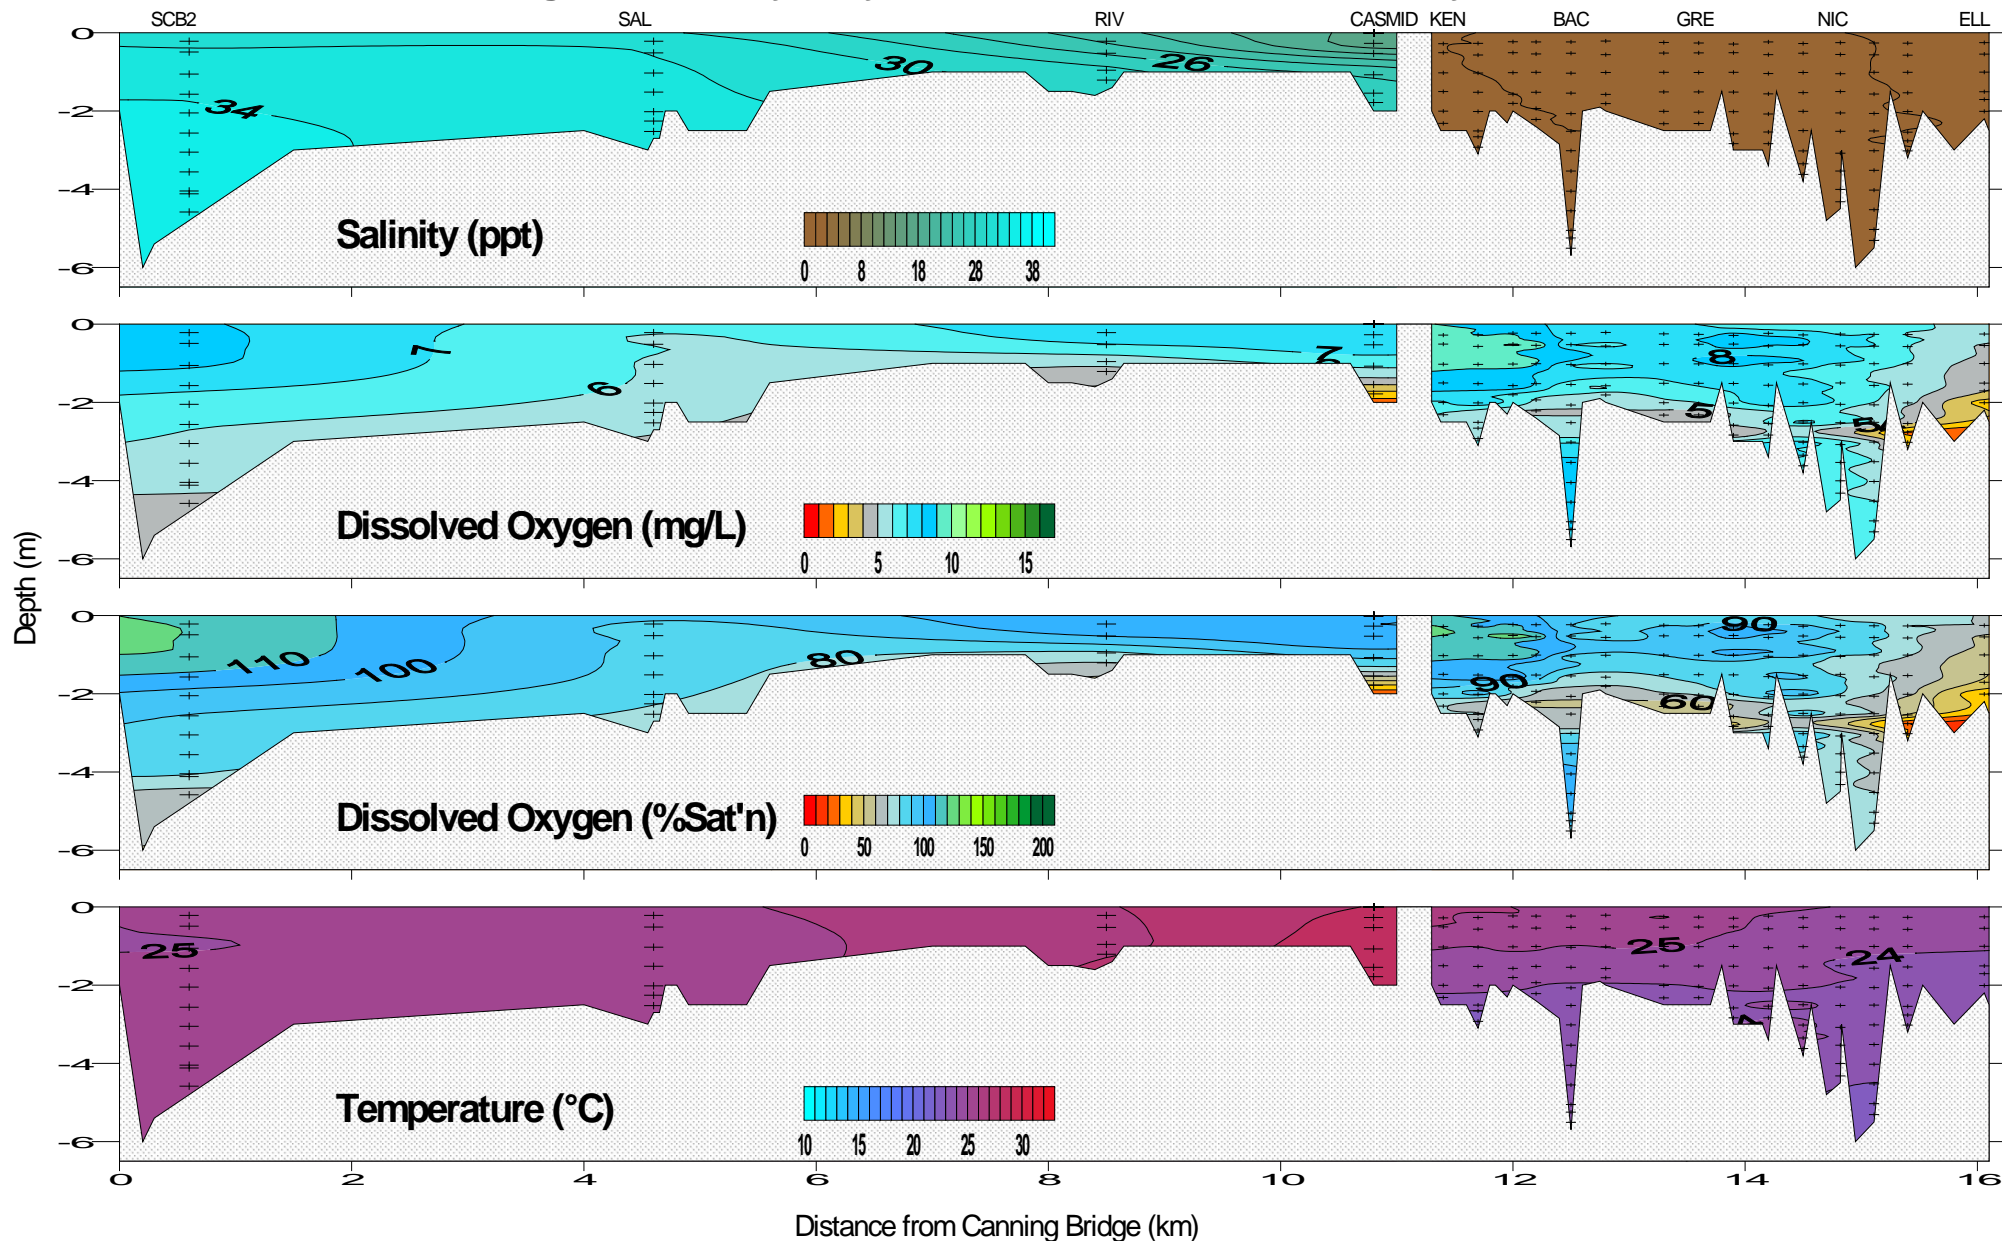 SCB2 SAL RIV CASMID KEN BAC GRE NIC ELL
0
-2
-4
-6
34
30
26
Salinity (ppt)
0 8 18 28 38
0
-2
-4
-6
7
6
7
8
5
5
Dissolved Oxygen (mg/L)
0 5 10 15
Depth (m)
0
-2
-4
-6
110
100
80
90
90
60
Dissolved Oxygen (%Sat'n)
0 50 100 150 200
0
-2
-4
-6
25
25
24
Temperature (°C)
10 15 20 25 30
0 2 4 6 8 10 12 14 16
Distance from Canning Bridge (km)